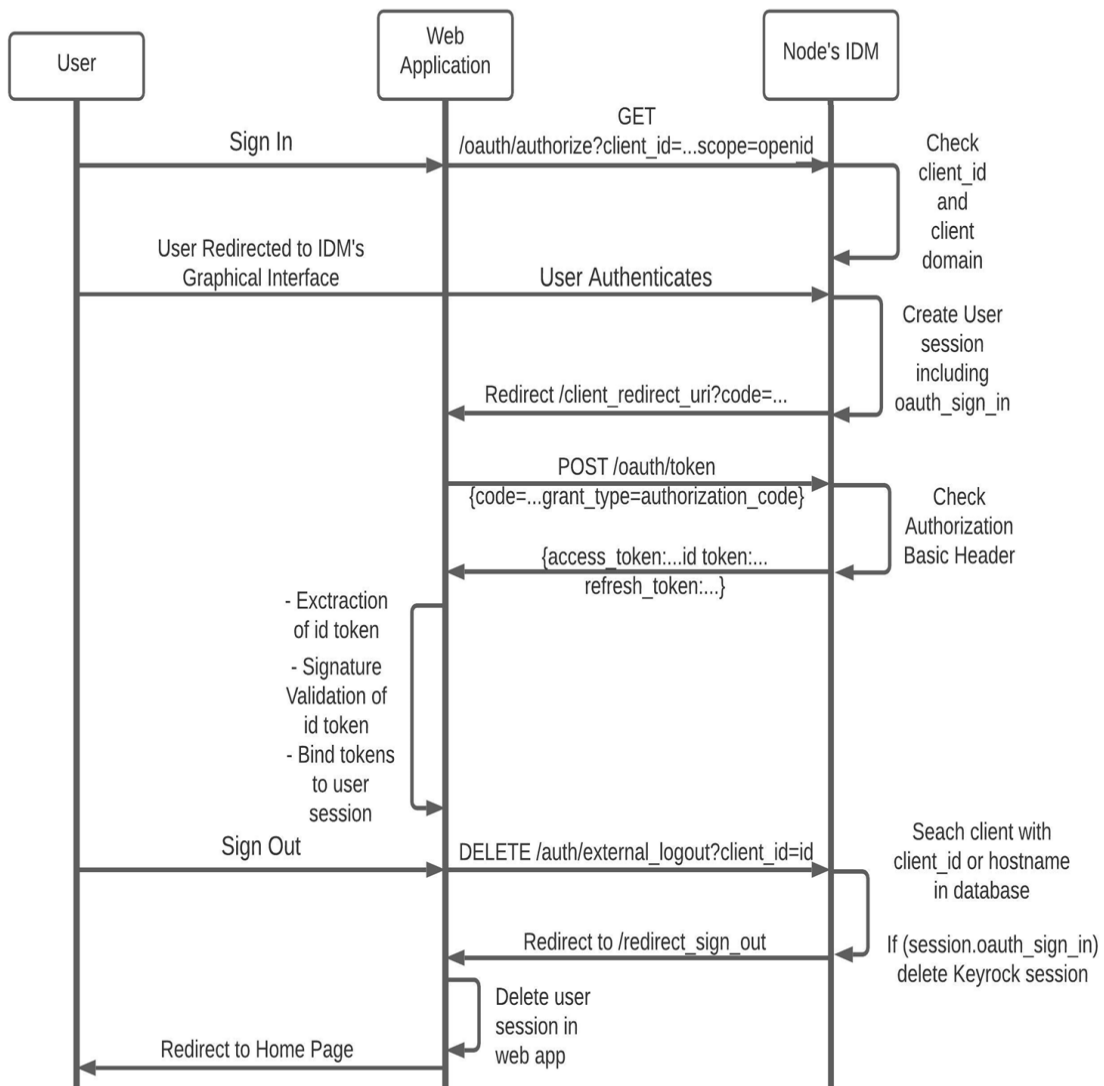 User
Web
Application
Node's IDM
Sign In
GET
/oauth/authorize?client_id=...scope=openid
Check
client_id
and
client
domain
User Redirected to IDM's
Graphical Interface
User Authenticates
Create User
session
including
oauth_sign_in
Redirect /client_redirect_uri?code=...
POST /oauth/token
{code=...grant_type=authorization_code}
Check
Authorization
Basic Header
{access_token:...id token:...
refresh_token:...}
- Exctraction
of id token
- Signature
Validation of
id token
- Bind tokens
to user
session
Sign Out
DELETE /auth/external_logout?client_id=id
Seach client with
client_id or hostname
in database
If (session.oauth_sign_in)
delete Keyrock session
Redirect to /redirect_sign_out
Delete user
session in
web app
Redirect to Home Page